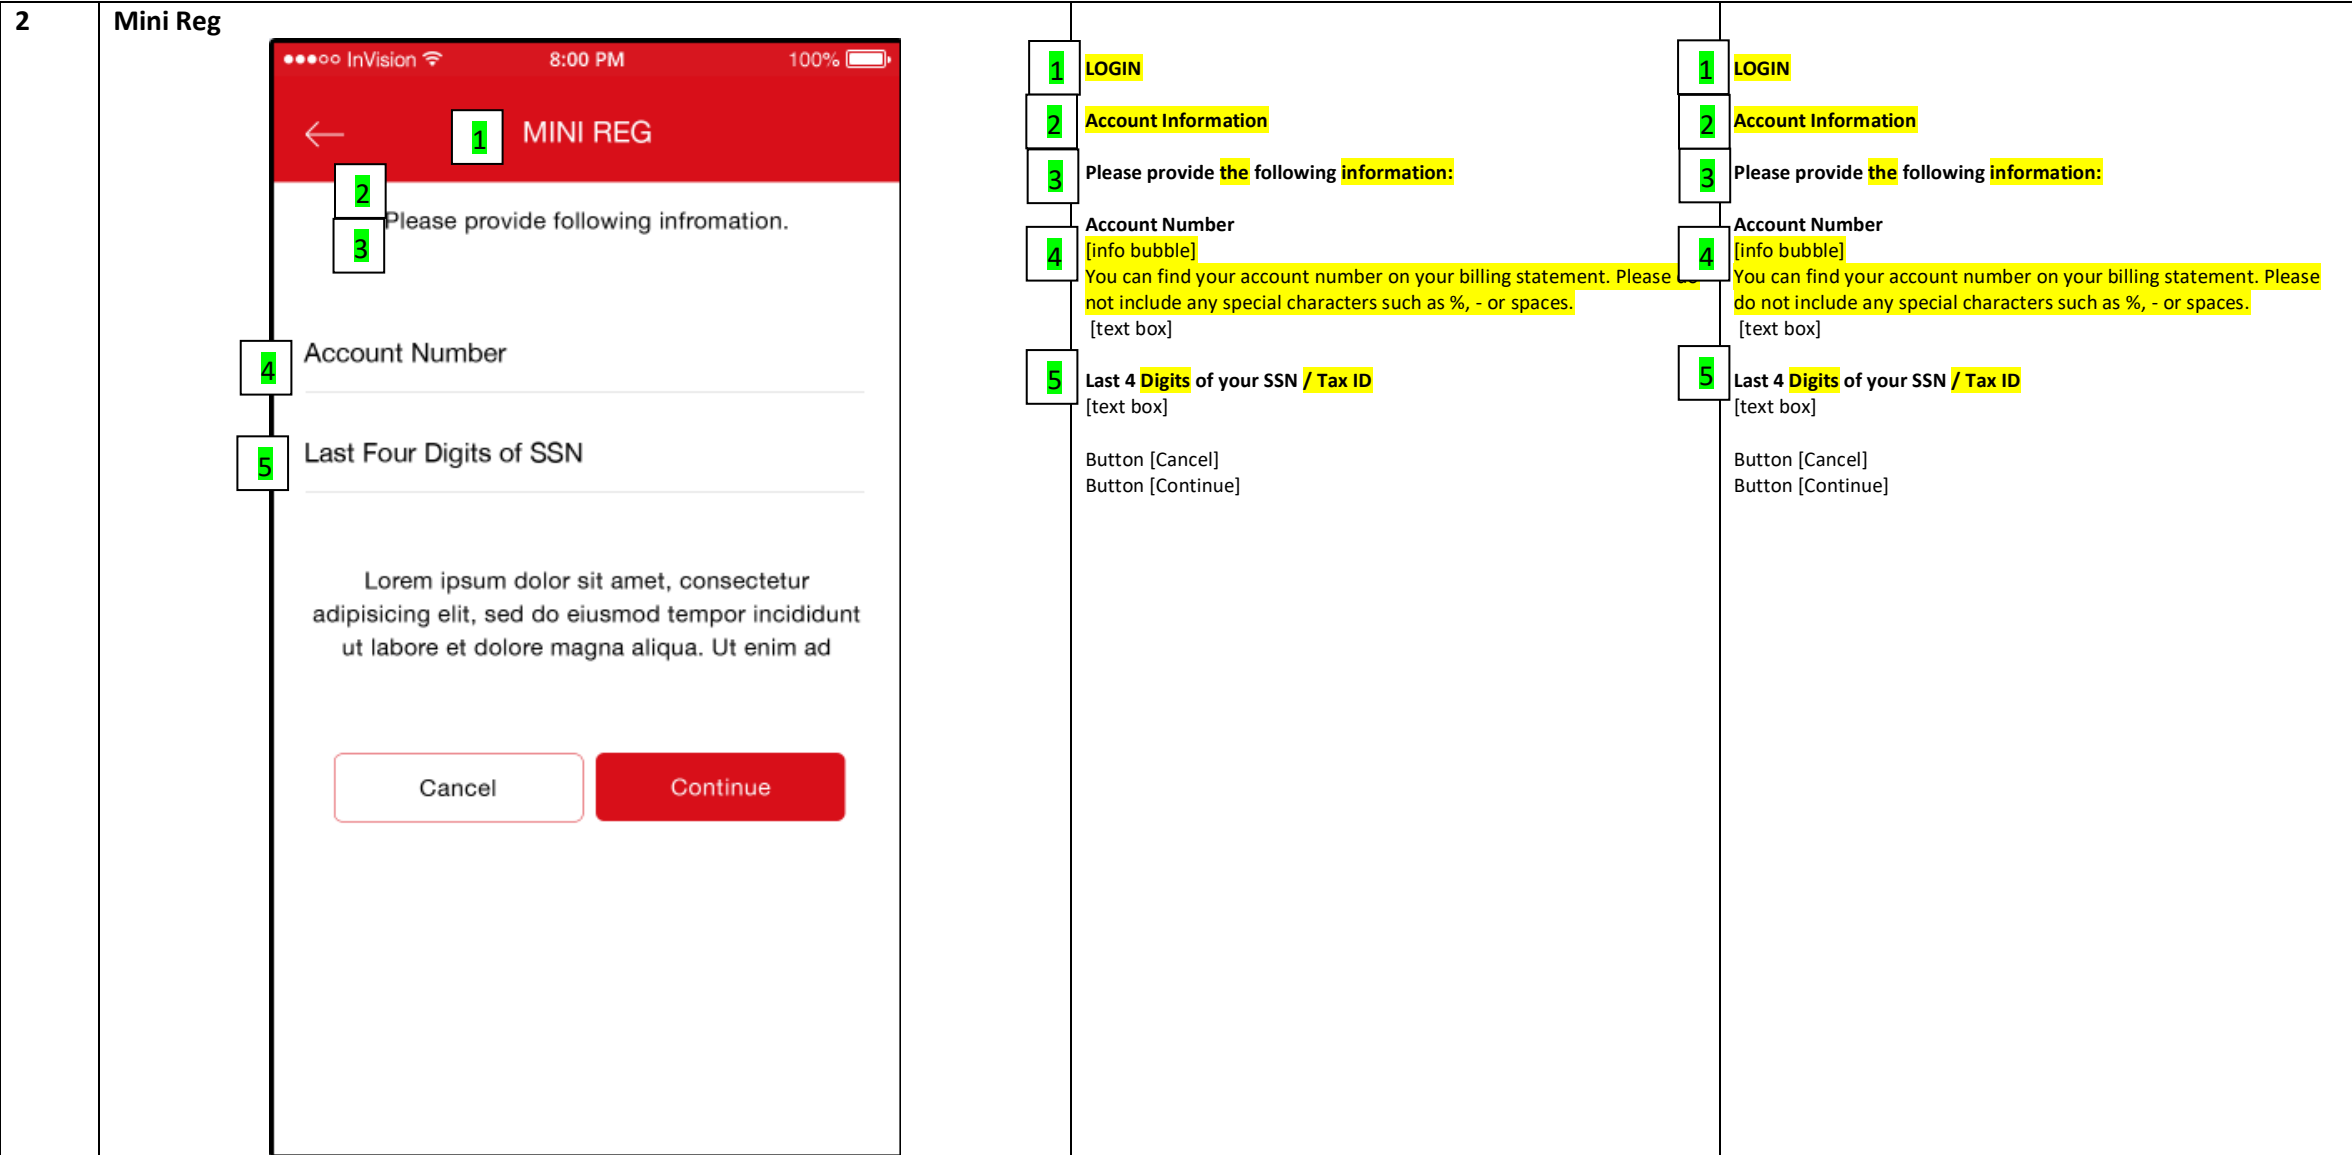 2
Mini Reg
InVision 8:00 PM 100%
1 MINI REG
2
Please provide following infromation.
3
4 Account Number
5 Last Four Digits of SSN
Lorem ipsum dolor sit amet, consectetur
adipisicing elit, sed do eiusmod tempor incididunt
ut labore et dolore magna aliqua. Ut enim ad
Cancel Continue
1 LOGIN
2 Account Information
3 Please provide the following information:
Account Number
4 [info bubble]
You can find your account number on your billing statement. Please do
not include any special characters such as %, - or spaces.
[text box]
5 Last 4 Digits of your SSN / Tax ID
[text box]
Button [Cancel]
Button [Continue]
1 LOGIN
2 Account Information
3 Please provide the following information:
Account Number
4 [info bubble]
You can find your account number on your billing statement. Please
do not include any special characters such as %, - or spaces.
[text box]
5 Last 4 Digits of your SSN / Tax ID
[text box]
Button [Cancel]
Button [Continue]